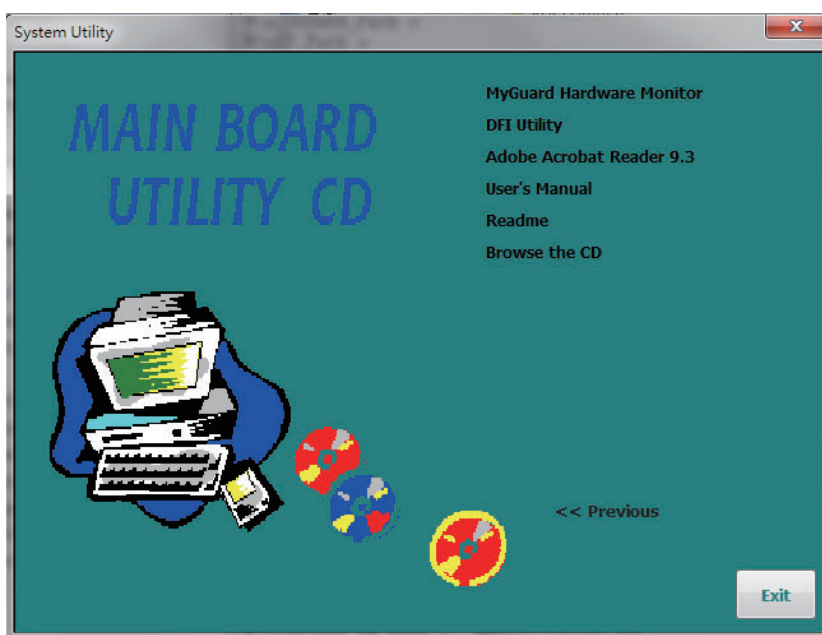 System Utility
MAIN BOARD
UTILITY CD
MyGuard Hardware Monitor
DFI Utility
Adobe Acrobat Reader 9.3
User's Manual
Readme
Browse the CD
<< Previous
Exit